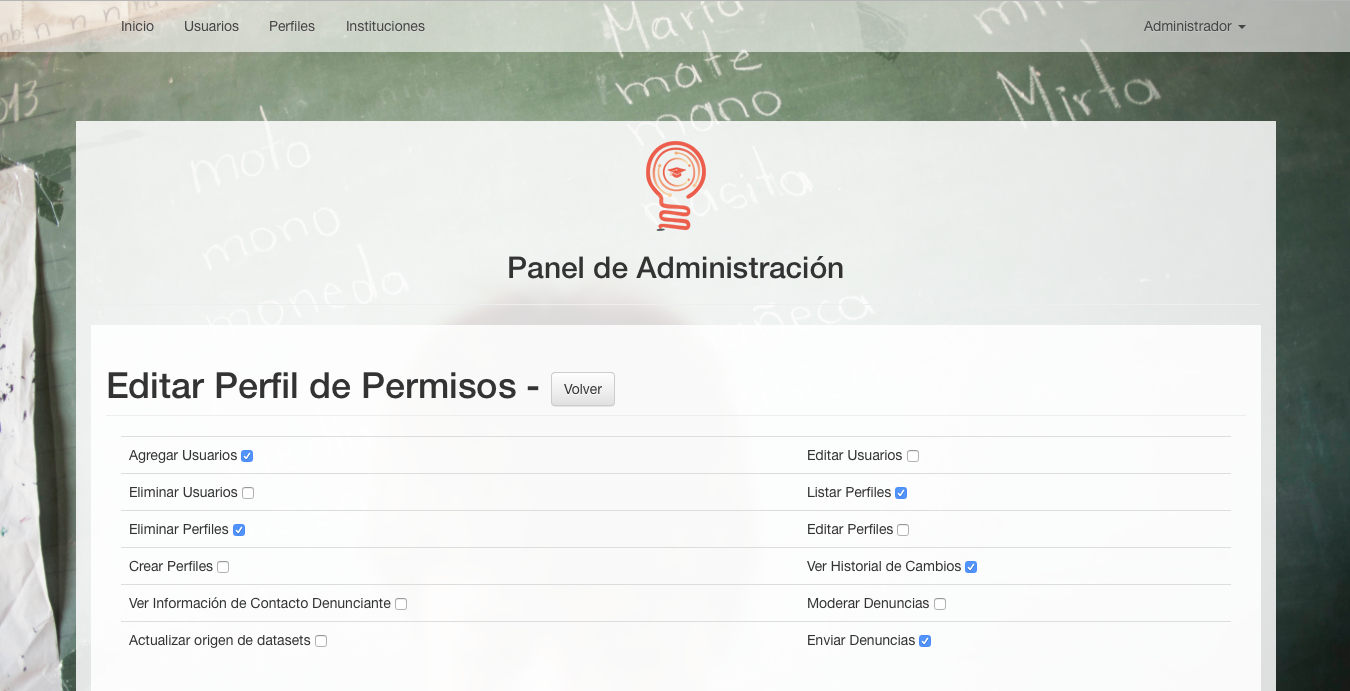 Inicio Usuarios Perfiles Instituciones Administrador
María
mate
mano
Mirta
moto
mono
moneda
Panel de Administración
Editar Perfil de Permisos - Volver
Agregar Usuarios Editar Usuarios
Eliminar Usuarios Listar Perfiles
Eliminar Perfiles Editar Perfiles
Crear Perfiles Ver Historial de Cambios
Ver Información de Contacto Denunciante Moderar Denuncias
Actualizar origen de datasets Enviar Denuncias